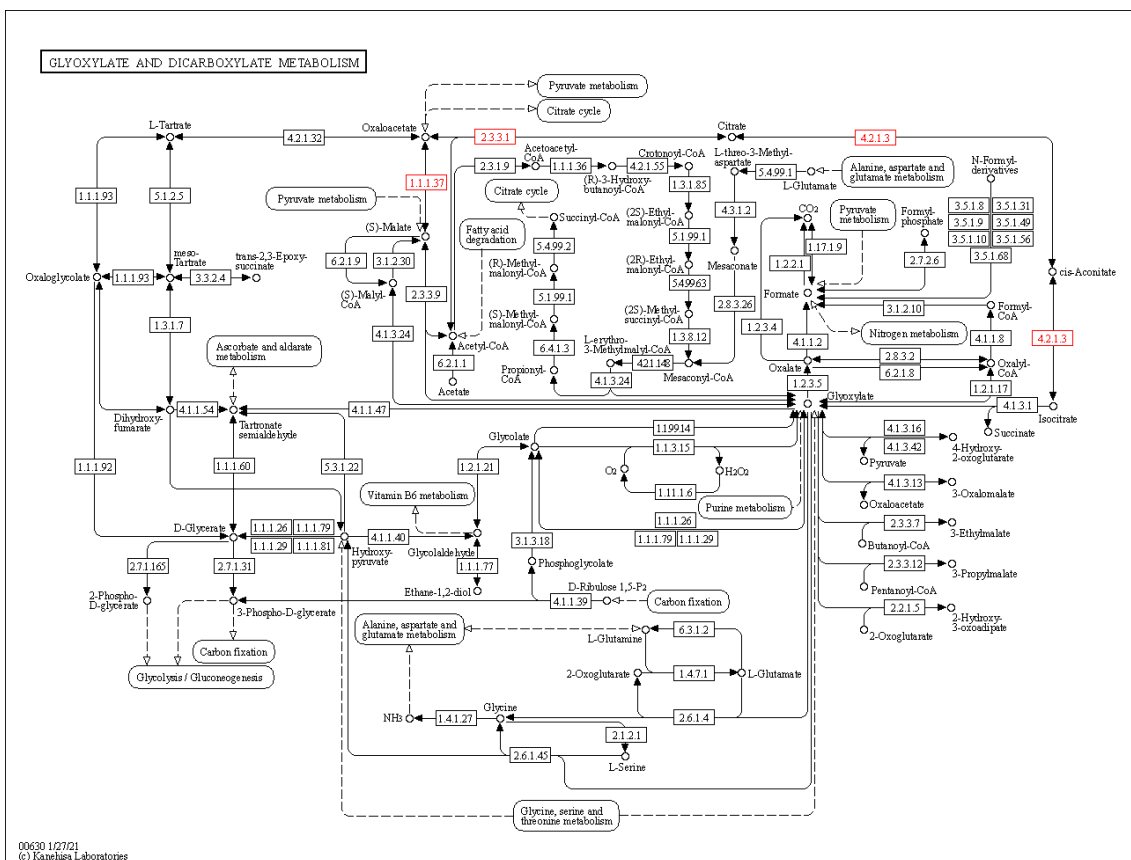 GLYOXYLATE AND DICARBOXYLATE METABOLISM
Pyruvate metabolism
Citrate cycle
L-Tartrate
4.2.1.32
Oxaloacetate
2.3.3.1
Citrate
4.2.1.3
1.1.1.93
5.1.2.5
1.1.1.37
2.3.1.9
Acetoacetyl-
CoA
1.1.1.36
(R)-3-Hydroxy-
butanoyl-CoA
4.2.1.55
Crotonoyl-CoA
1.3.1.85
L-threo-3-Methyl-
aspartate
5.4.99.1
L-Glutamate
Alanine, aspartate and
glutamate metabolism
N-Formyl-
derivatives
Pyruvate
metabolism
Citrate cycle
(S)-Malate
Fatty acid
degradation
Succinyl-CoA
(2S)-Ethyl-
malonyl-CoA
4.3.1.2
CO2
Pyruvate
metabolism
Formyl-
phosphate
3.5.1.8
3.5.1.31
3.5.1.9
3.5.1.49
3.5.1.10
3.5.1.56
3.5.1.68
6.2.1.9
3.1.2.30
5.4.99.2
5.1.99.1
1.17.1.9
1.2.2.1
2.7.2.6
Oxaloglycolate
1.1.1.93
meso-
Tartrate
3.3.2.4
trans-2,3-Epoxy-
succinate
(S)-Malyl-
CoA
2.3.3.9
(R)-Methyl-
malonyl-CoA
(2R)-Ethyl-
malonyl-CoA
Mesaconate
cis-Aconitate
5.1.99.1
5.4.99.63
2.8.3.26
Formate
3.1.2.10
Formyl-
CoA
1.3.1.7
4.1.3.24
(S)-Methyl-
malonyl-CoA
(2S)-Methyl-
succinyl-CoA
1.2.3.4
Nitrogen metabolism
Ascorbate and aldarate
metabolism
Acetyl-CoA
6.4.1.3
1.3.8.12
4.1.1.2
4.1.1.8
4.2.1.3
6.2.1.1
L-erythro-
3-Methylmalyl-CoA
4.2.1.148
Mesaconyl-CoA
Oxalate
2.8.3.2
6.2.1.8
Oxalyl-
CoA
Acetate
Propionyl-
CoA
4.1.3.24
1.2.3.5
1.2.1.17
Dihydroxy-
fumarate
4.1.1.54
Tartronate
semialdehyde
4.1.1.47
Glyoxylate
4.1.3.1
Isocitrate
Succinate
1.1.1.92
1.1.1.60
5.3.1.22
1.2.1.21
Glycolate
1.1.99.14
1.1.3.15
O2
H2O2
1.11.1.6
4.1.3.16
4.1.3.42
Pyruvate
4-Hydroxy-
2-oxoglutarate
4.1.3.13
Oxaloacetate
3-Oxalomalate
Vitamin B6 metabolism
Purine metabolism
D-Glycerate
1.1.1.26
1.1.1.79
1.1.1.29
1.1.1.81
Hydroxy-
pyruvate
4.1.1.40
Glycolaldehyde
1.1.1.26
1.1.1.79
1.1.1.29
2.3.3.7
Butanoyl-CoA
3-Ethylmalate
3.1.3.18
2.7.1.165
2.7.1.31
1.1.1.77
Phosphoglycolate
2.3.3.12
Pentanoyl-CoA
3-Propylmalate
2-Phospho-
D-glycerate
3-Phospho-D-glycerate
Ethane-1,2-diol
4.1.1.39
D-Ribulose 1,5-P2
Carbon fixation
2.2.1.5
2-Oxoglutarate
2-Hydroxy-
3-oxoadipate
Carbon fixation
Glycolysis / Gluconeogenesis
Alanine, aspartate and
glutamate metabolism
L-Glutamine
6.3.1.2
2-Oxoglutarate
1.4.7.1
L-Glutamate
NH3
1.4.1.27
Glycine
2.6.1.4
2.1.2.1
2.6.1.45
L-Serine
Glycine, serine and
threonine metabolism
00630 1/27/21
(c) Kanehisa Laboratories